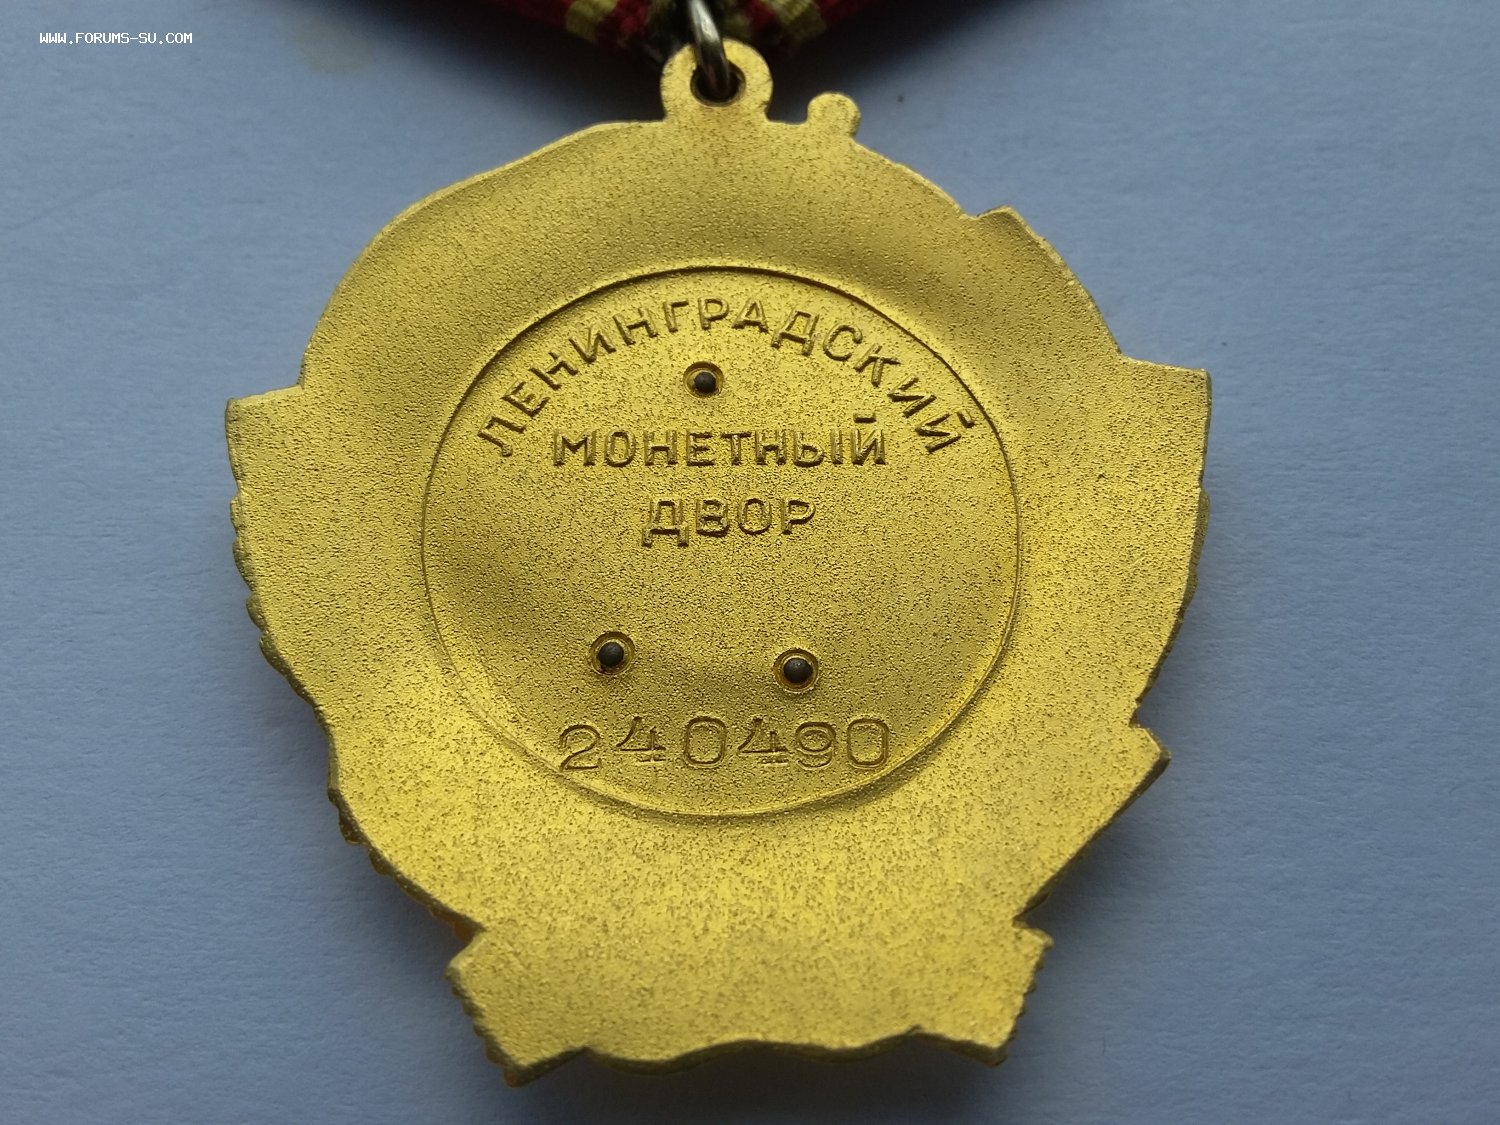 WWW.FORUMS-SU.COM
ЛЕНИНГРАДСКИЙ
МОНЕТНЫЙ
ДВОР
240490